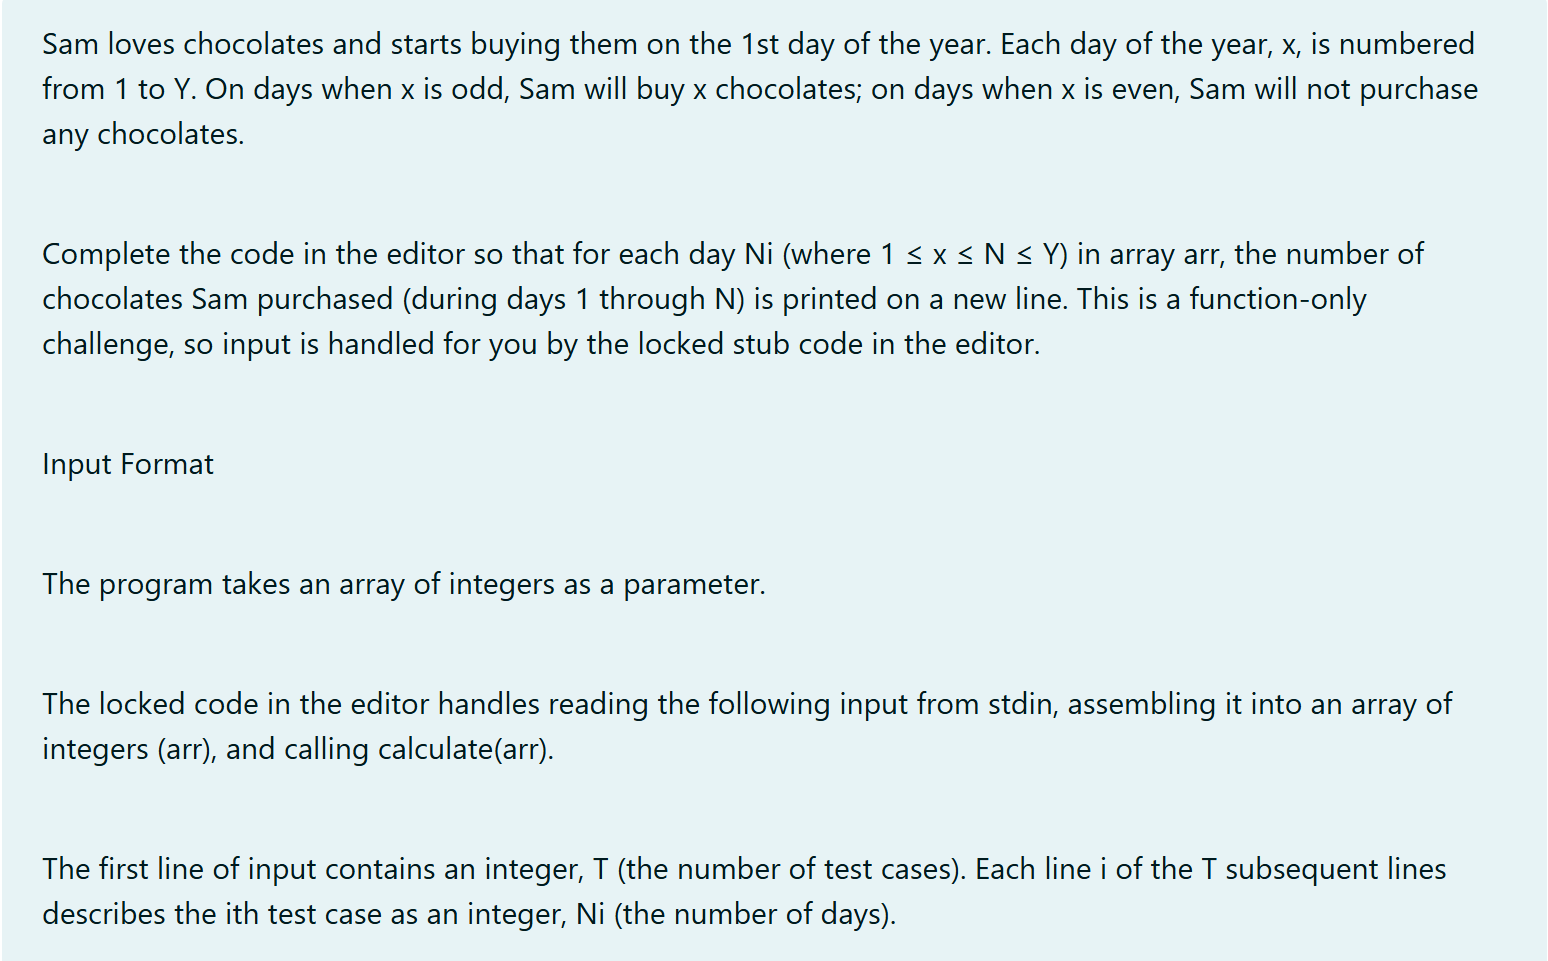 Sam loves chocolates and starts buying them on the 1st day of the year. Each day of the year, x, is numbered
from 1 to Y. On days when x is odd, Sam will buy x chocolates; on days when x is even, Sam will not purchase
any chocolates.
Complete the code in the editor so that for each day Ni (where 1 ≤ x ≤ N ≤ Y) in array arr, the number of
chocolates Sam purchased (during days 1 through N) is printed on a new line. This is a function-only
challenge, so input is handled for you by the locked stub code in the editor.
Input Format
The program takes an array of integers as a parameter.
The locked code in the editor handles reading the following input from stdin, assembling it into an array of
integers (arr), and calling calculate(arr).
The first line of input contains an integer, T (the number of test cases). Each line i of the T subsequent lines
describes the ith test case as an integer, Ni (the number of days).